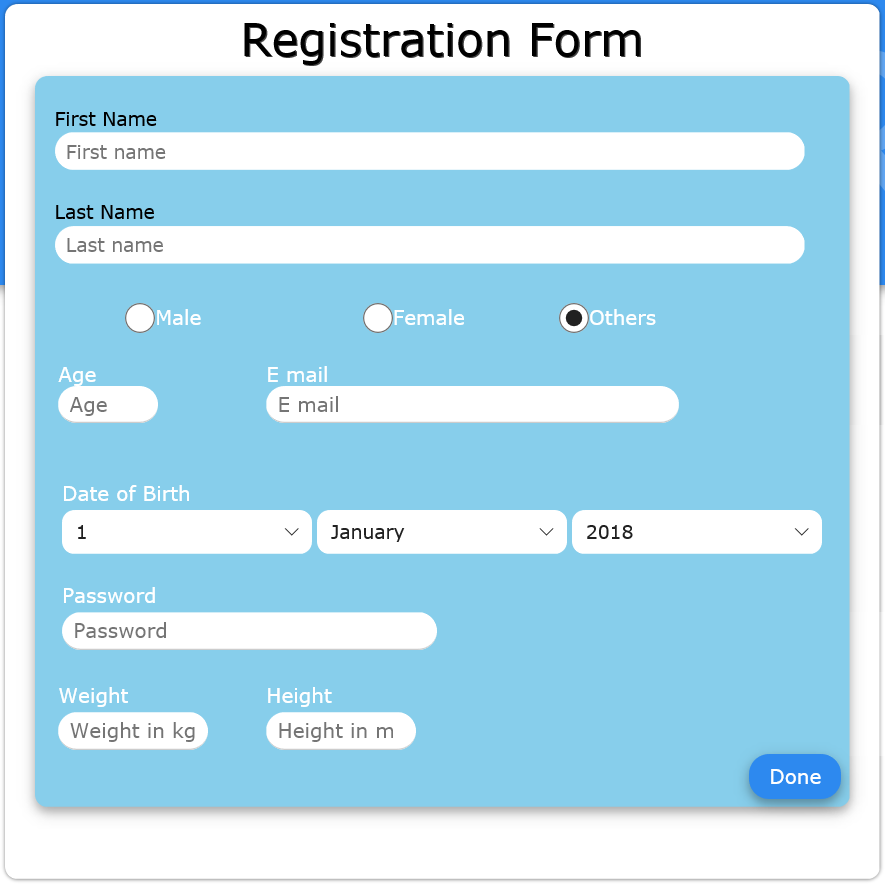 Registration Form
First Name
First name
Last Name
Last name
Male Female Others
Age E mail
Age E mail
Date of Birth
1 January 2018
Password
Password
Weight Height
Weight in kg Height in m
Done